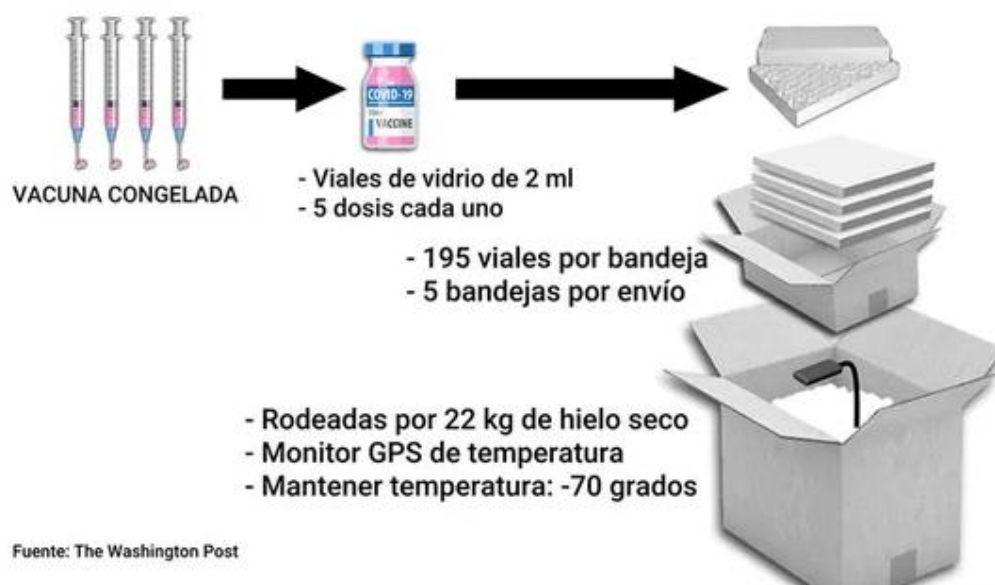 COVID-19
VACCINE
VACUNA CONGELADA
- Viales de vidrio de 2 ml
- 5 dosis cada uno
- 195 viales por bandeja
- 5 bandejas por envío
- Rodeadas por 22 kg de hielo seco
- Monitor GPS de temperatura
- Mantener temperatura: -70 grados
Fuente: The Washington Post